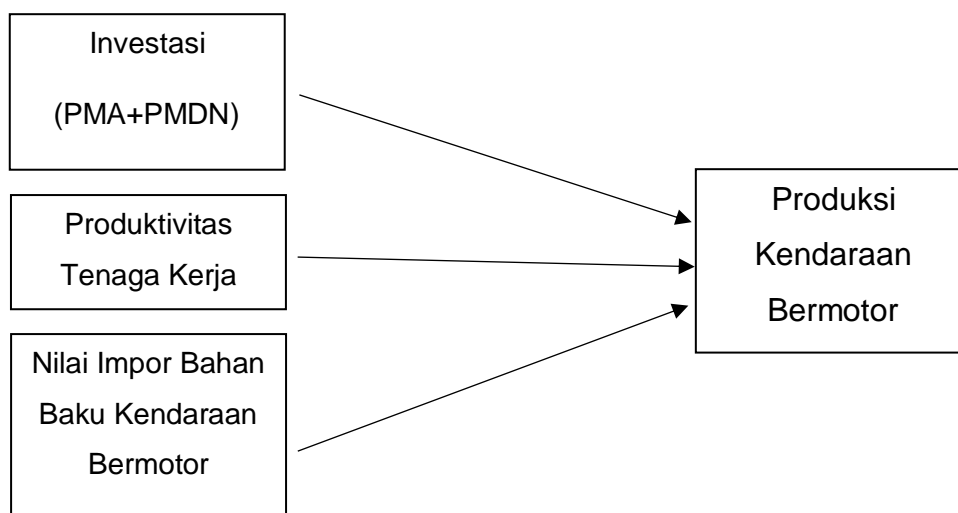 Investasi
(PMA+PMDN)
Produktivitas
Tenaga Kerja
Nilai Impor Bahan
Baku Kendaraan
Bermotor
Produksi
Kendaraan
Bermotor